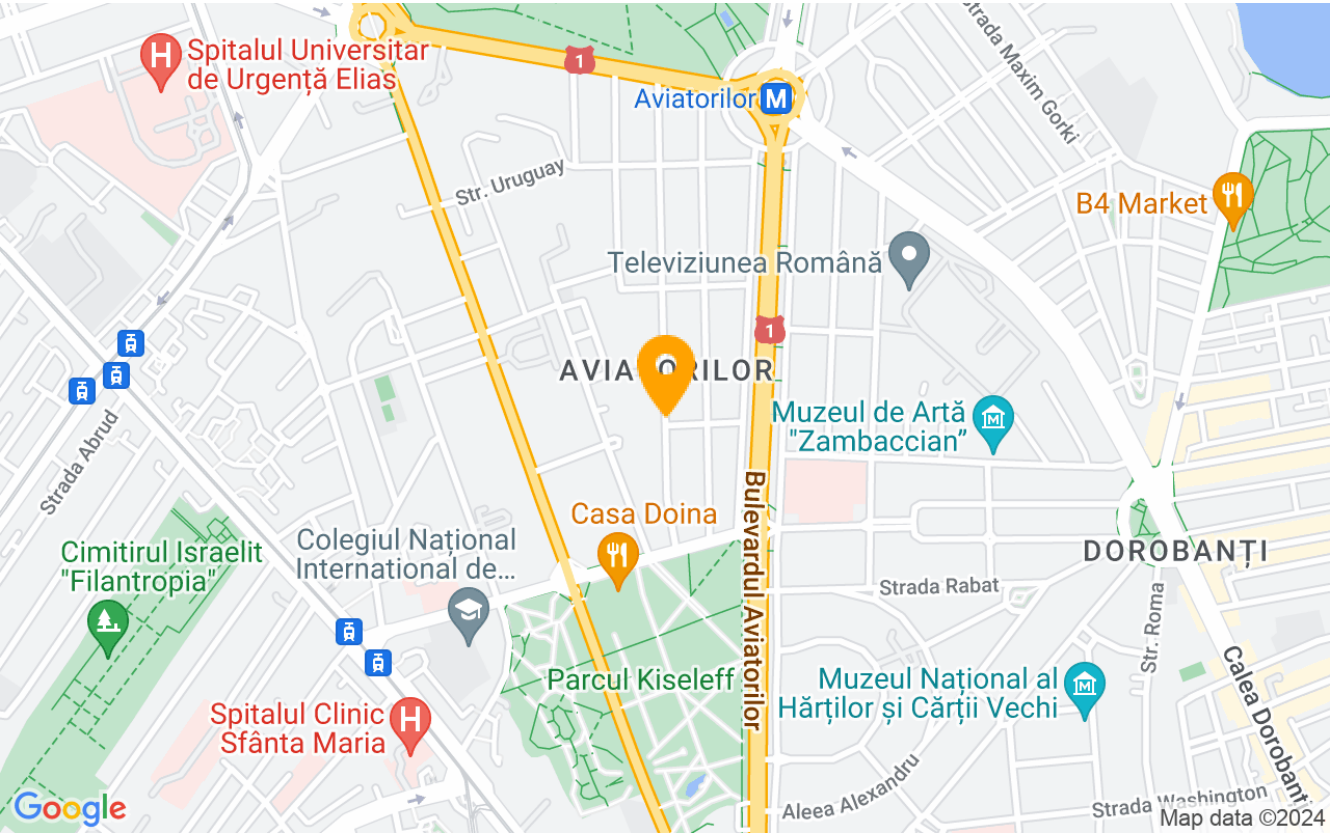 Spitalul Universitar
de Urgență Elias
1
Aviatorilor M
Strada Maxim Gorki
Str. Uruguay
B4 Market
Televiziunea Română
1
AVIATORILOR
Muzeul de Artă
"Zambaccian”
Strada Abrud
Bulevardul Aviatorilor
Casa Doina
Colegiul Național
Internațional de...
Cimitirul Israelit
"Filantropia"
DOROBANȚI
Strada Rabat
Str. Roma
Parcul Kiseleff
Muzeul Național al
Hărților și Cărții Vechi
Calea Dorobanț
Spitalul Clinic
Sfânta Maria
Aleea Alexandru
Strada Washington
Google
Map data ©2024
H
H